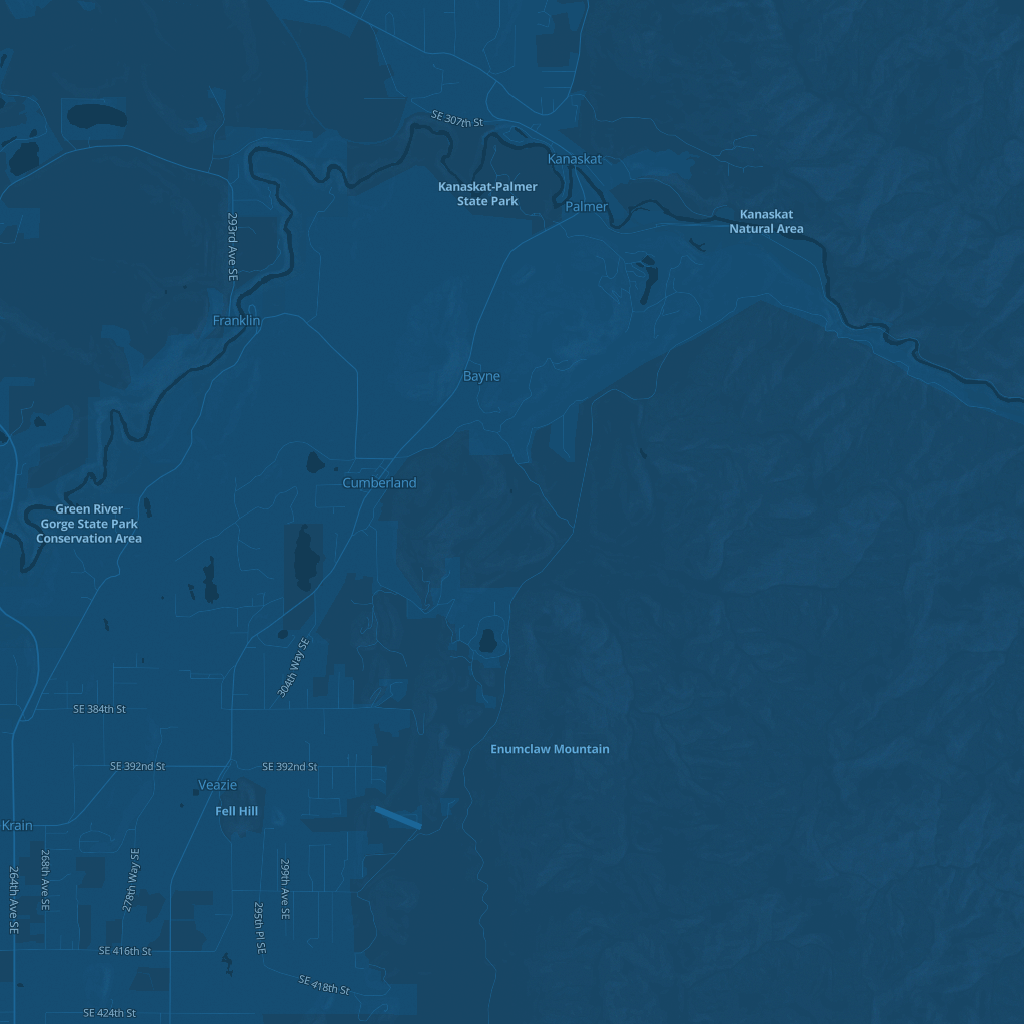 SE 307th St
Kanaskat
Kanaskat-Palmer
State Park
Palmer
Kanaskat
Natural Area
293rd Ave SE
Franklin
Bayne
Cumberland
Green River
Gorge State Park
Conservation Area
304th Way SE
SE 384th St
Enumclaw Mountain
SE 392nd St
SE 392nd St
Veazie
Fell Hill
Krain
268th Ave SE
278th Way SE
299th Ave SE
264th Ave SE
295th Pl SE
SE 416th St
SE 418th St
SE 424th St